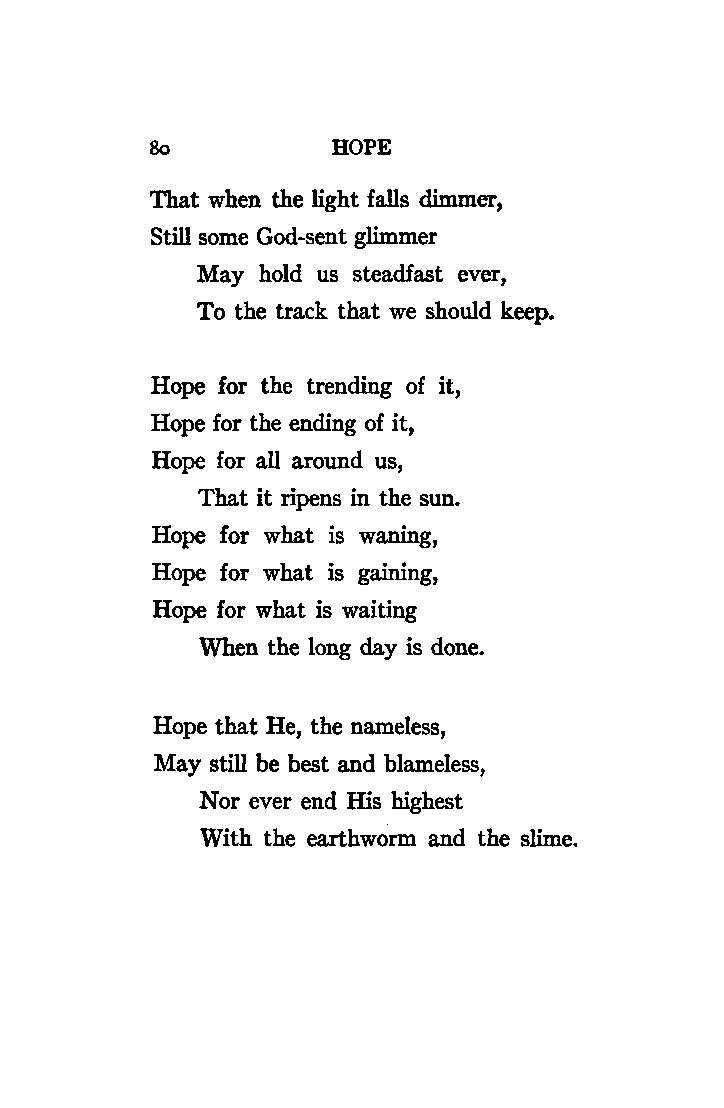 80 HOPE
That when the light falls dimmer,
Still some God-sent glimmer
May hold us steadfast ever,
To the track that we should keep.
Hope for the trending of it,
Hope for the ending of it,
Hope for all around us,
That it ripens in the sun.
Hope for what is waning,
Hope for what is gaining,
Hope for what is waiting
When the long day is done.
Hope that He, the nameless,
May still be best and blameless,
Nor ever end His highest
With the earthworm and the slime.